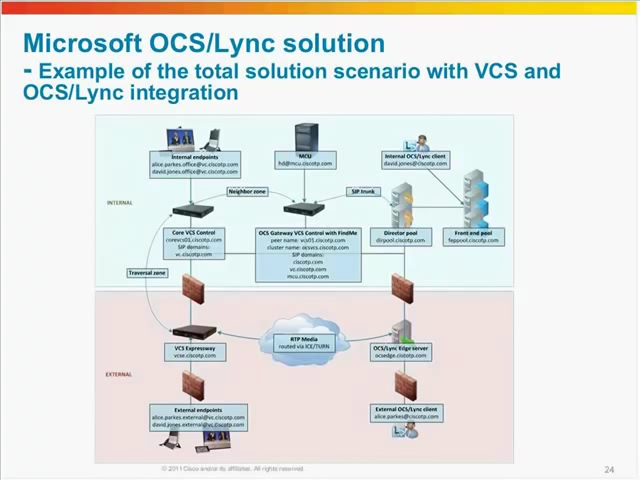 Microsoft OCS/Lync solution
- Example of the total solution scenario with VCS and
OCS/Lync integration
Internal endpoints
alice.parkes.office@vc.ciscotp.com
david.jones.office@vc.ciscotp.com
MCU
hd@mcu.ciscotp.com
Internal OCS/Lync client
david.jones@ciscotp.com
Neighbor zone
SIP trunk
INTERNAL
Core VCS Control
corevcs01.ciscotp.com
SIP domains:
vc.ciscotp.com
OCS Gateway VCS Control with FindMe
peer name: vcs01.ciscotp.com
cluster name: ocsvcs.ciscotp.com
SIP domains:
ciscotp.com
vc.ciscotp.com
mcu.ciscotp.com
Director pool
dirpool.ciscotp.com
Front end pool
feppool.ciscotp.com
Traversal zone
VCS Expressway
vcse.ciscotp.com
RTP Media
routed via ICE/TURN
OCS/Lync Edge server
ocsedge.ciscotp.com
EXTERNAL
External endpoints
alice.parkes.external@vc.ciscotp.com
david.jones.external@vc.ciscotp.com
External OCS/Lync client
alice.parkes@ciscotp.com
© 2011 Cisco and/or its affiliates. All rights reserved.
24